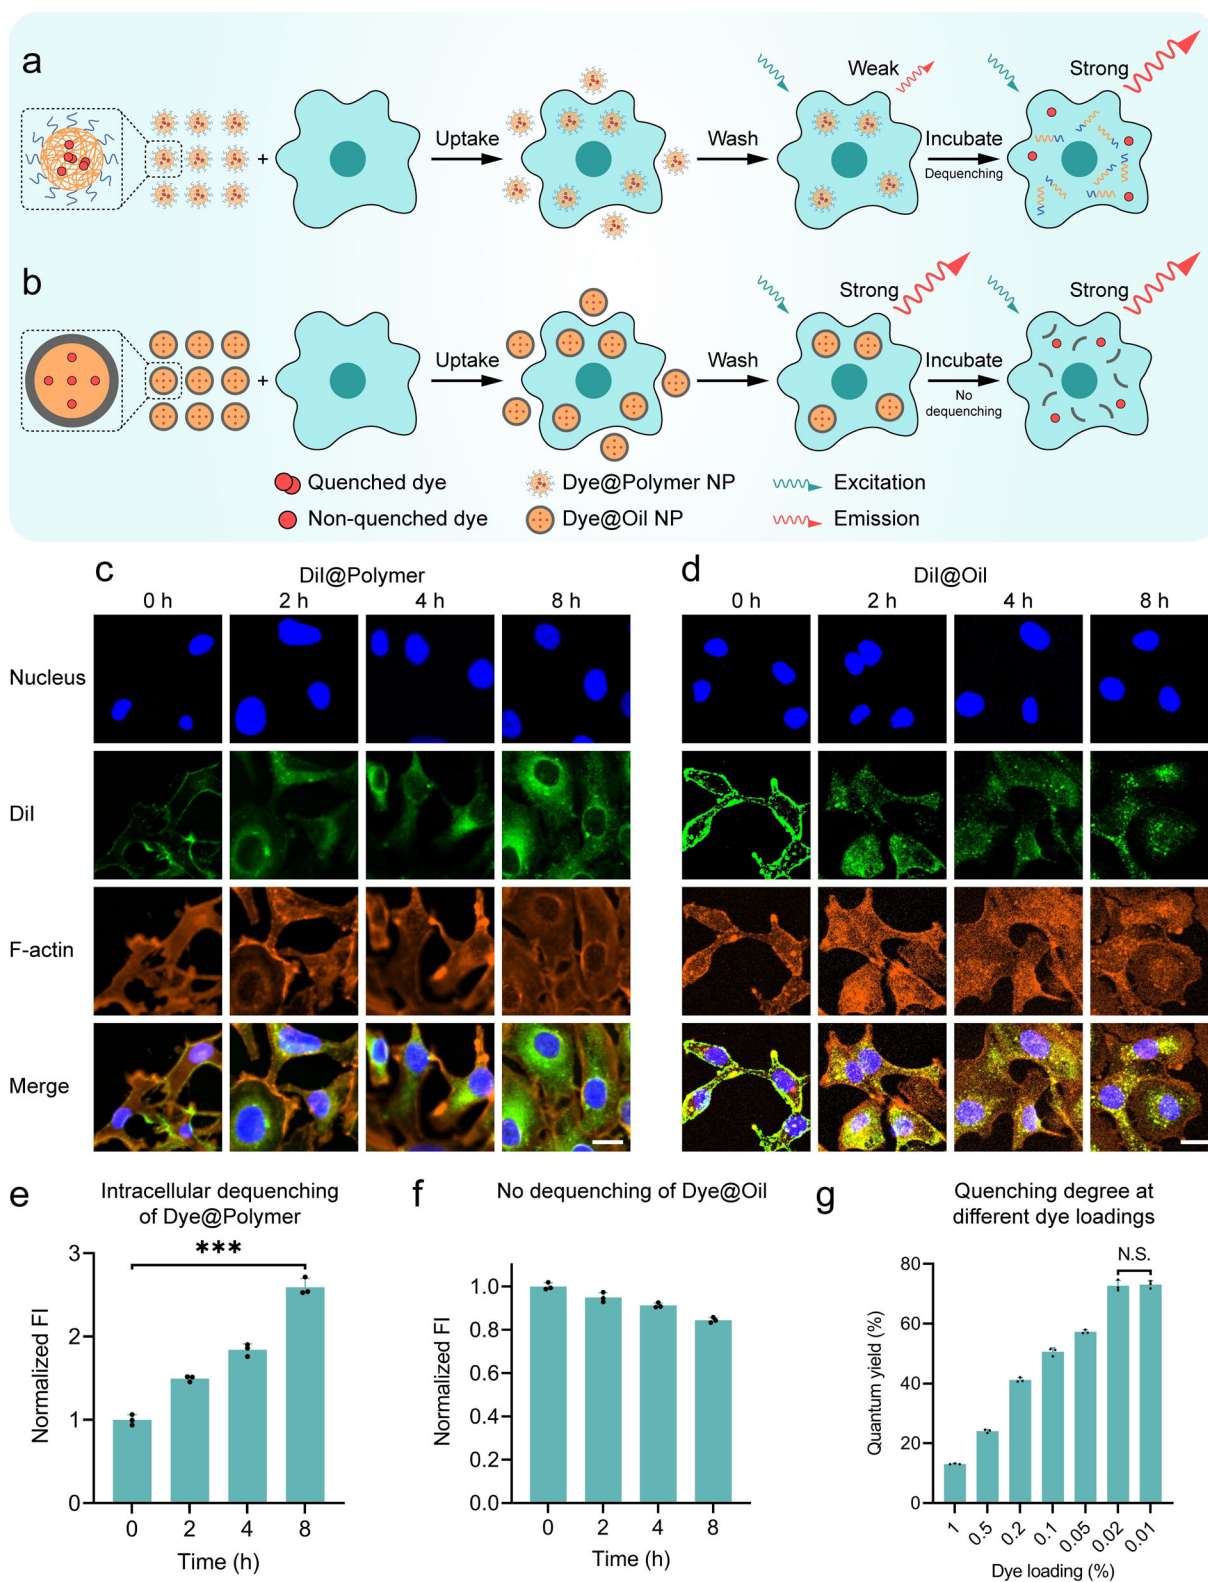 a
Weak
Strong
Uptake
Wash
Incubate
Dequenching
+
b
Strong
Strong
Uptake
Wash
Incubate
No
dequenching
+
Quenched dye
Dye@Polymer NP
Excitation
Non-quenched dye
Dye@Oil NP
Emission
c
DiI@Polymer
0 h 2 h 4 h 8 h
d
DiI@Oil
0 h 2 h 4 h 8 h
Nucleus
DiI
F-actin
Merge
e
Intracellular dequenching
of Dye@Polymer
***
3
2
1
0
Normalized FI
0 2 4 8
Time (h)
f
No dequenching of Dye@Oil
1.0
0.8
0.6
0.4
0.2
0.0
Normalized FI
0 2 4 8
Time (h)
g
Quenching degree at
different dye loadings
N.S.
80
60
40
20
0
Quantum yield (%)
1 0.5 0.2 0.1 0.05 0.02 0.01
Dye loading (%)